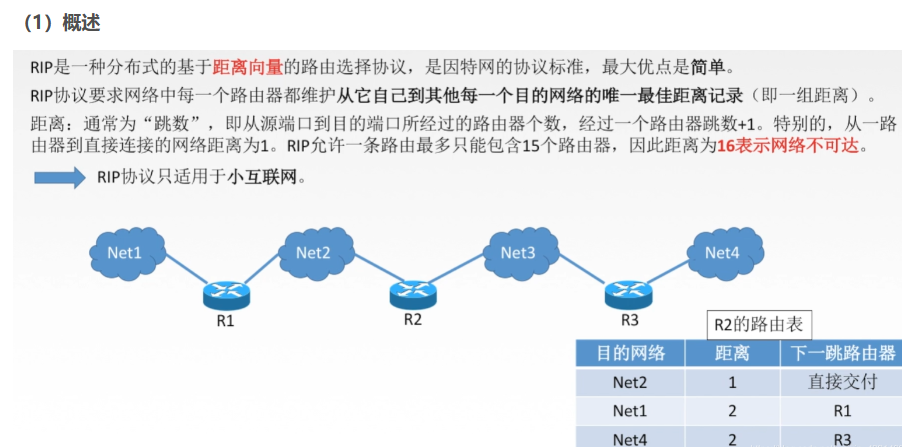 （1）概述
RIP是一种分布式的基于距离向量的路由选择协议，是因特网的协议标准，最大优点是简单。
RIP协议要求网络中每一个路由器都维护从它自己到其他每一个目的网络的唯一最佳距离记录（即一组距离）。
距离：通常为“跳数”，即从源端口到目的端口所经过的路由器个数，经过一个路由器跳数+1。特别的，从一路
由器到直接连接的网络距离为1。RIP允许一条路由最多只能包含15个路由器，因此距离为16表示网络不可达。
RIP协议只适用于小互联网。
Net1 Net2 Net3 Net4
R1 R2 R3
R2的路由表
目的网络 距离 下一跳路由器
Net2 1 直接交付
Net1 2 R1
Net4 2 R3